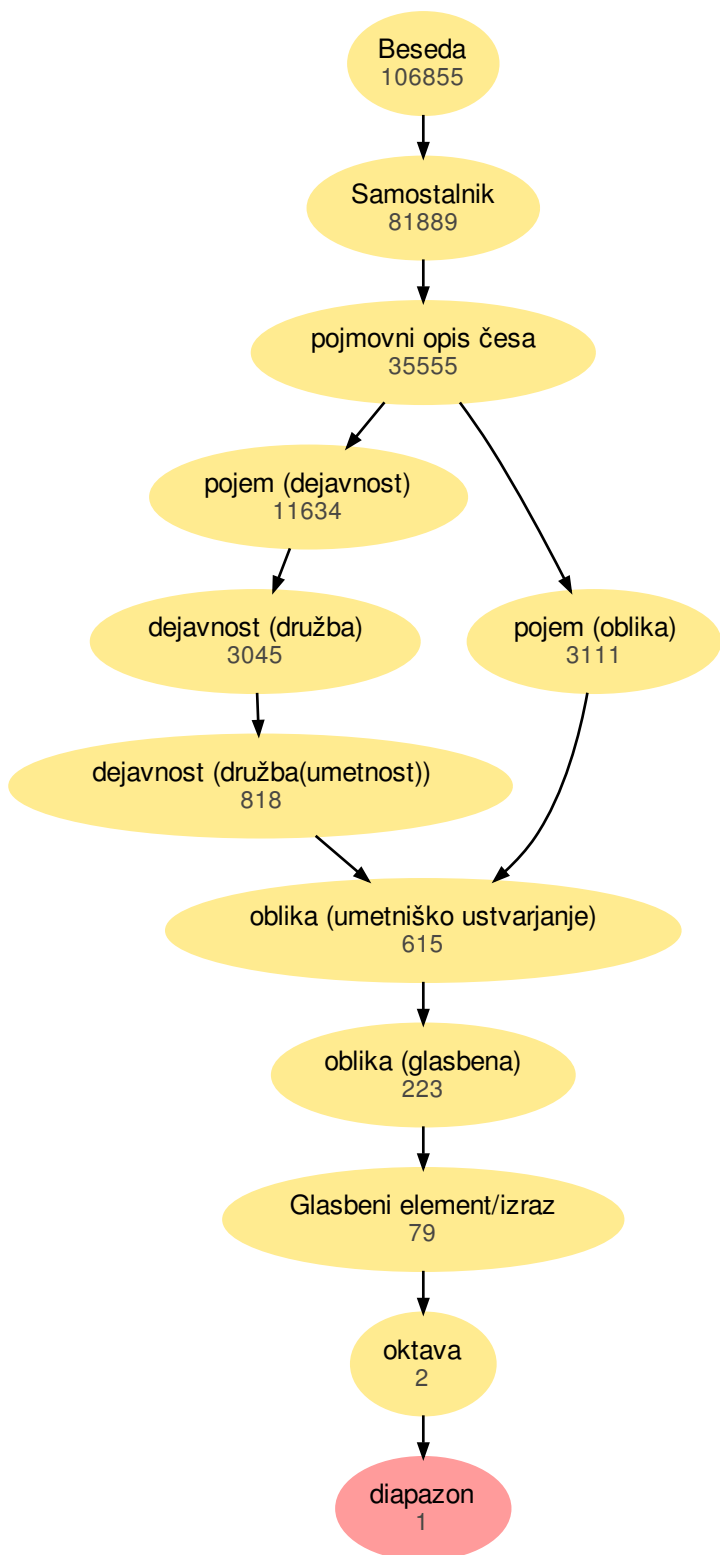 Beseda
106855
Samostalnik
81889
pojmovni opis česa
35555
pojem (dejavnost)
11634
dejavnost (družba)
3045
pojem (oblika)
3111
dejavnost (družba(umetnost))
818
oblika (umetniško ustvarjanje)
615
oblika (glasbena)
223
Glasbeni element/izraz
79
oktava
2
diapazon
1